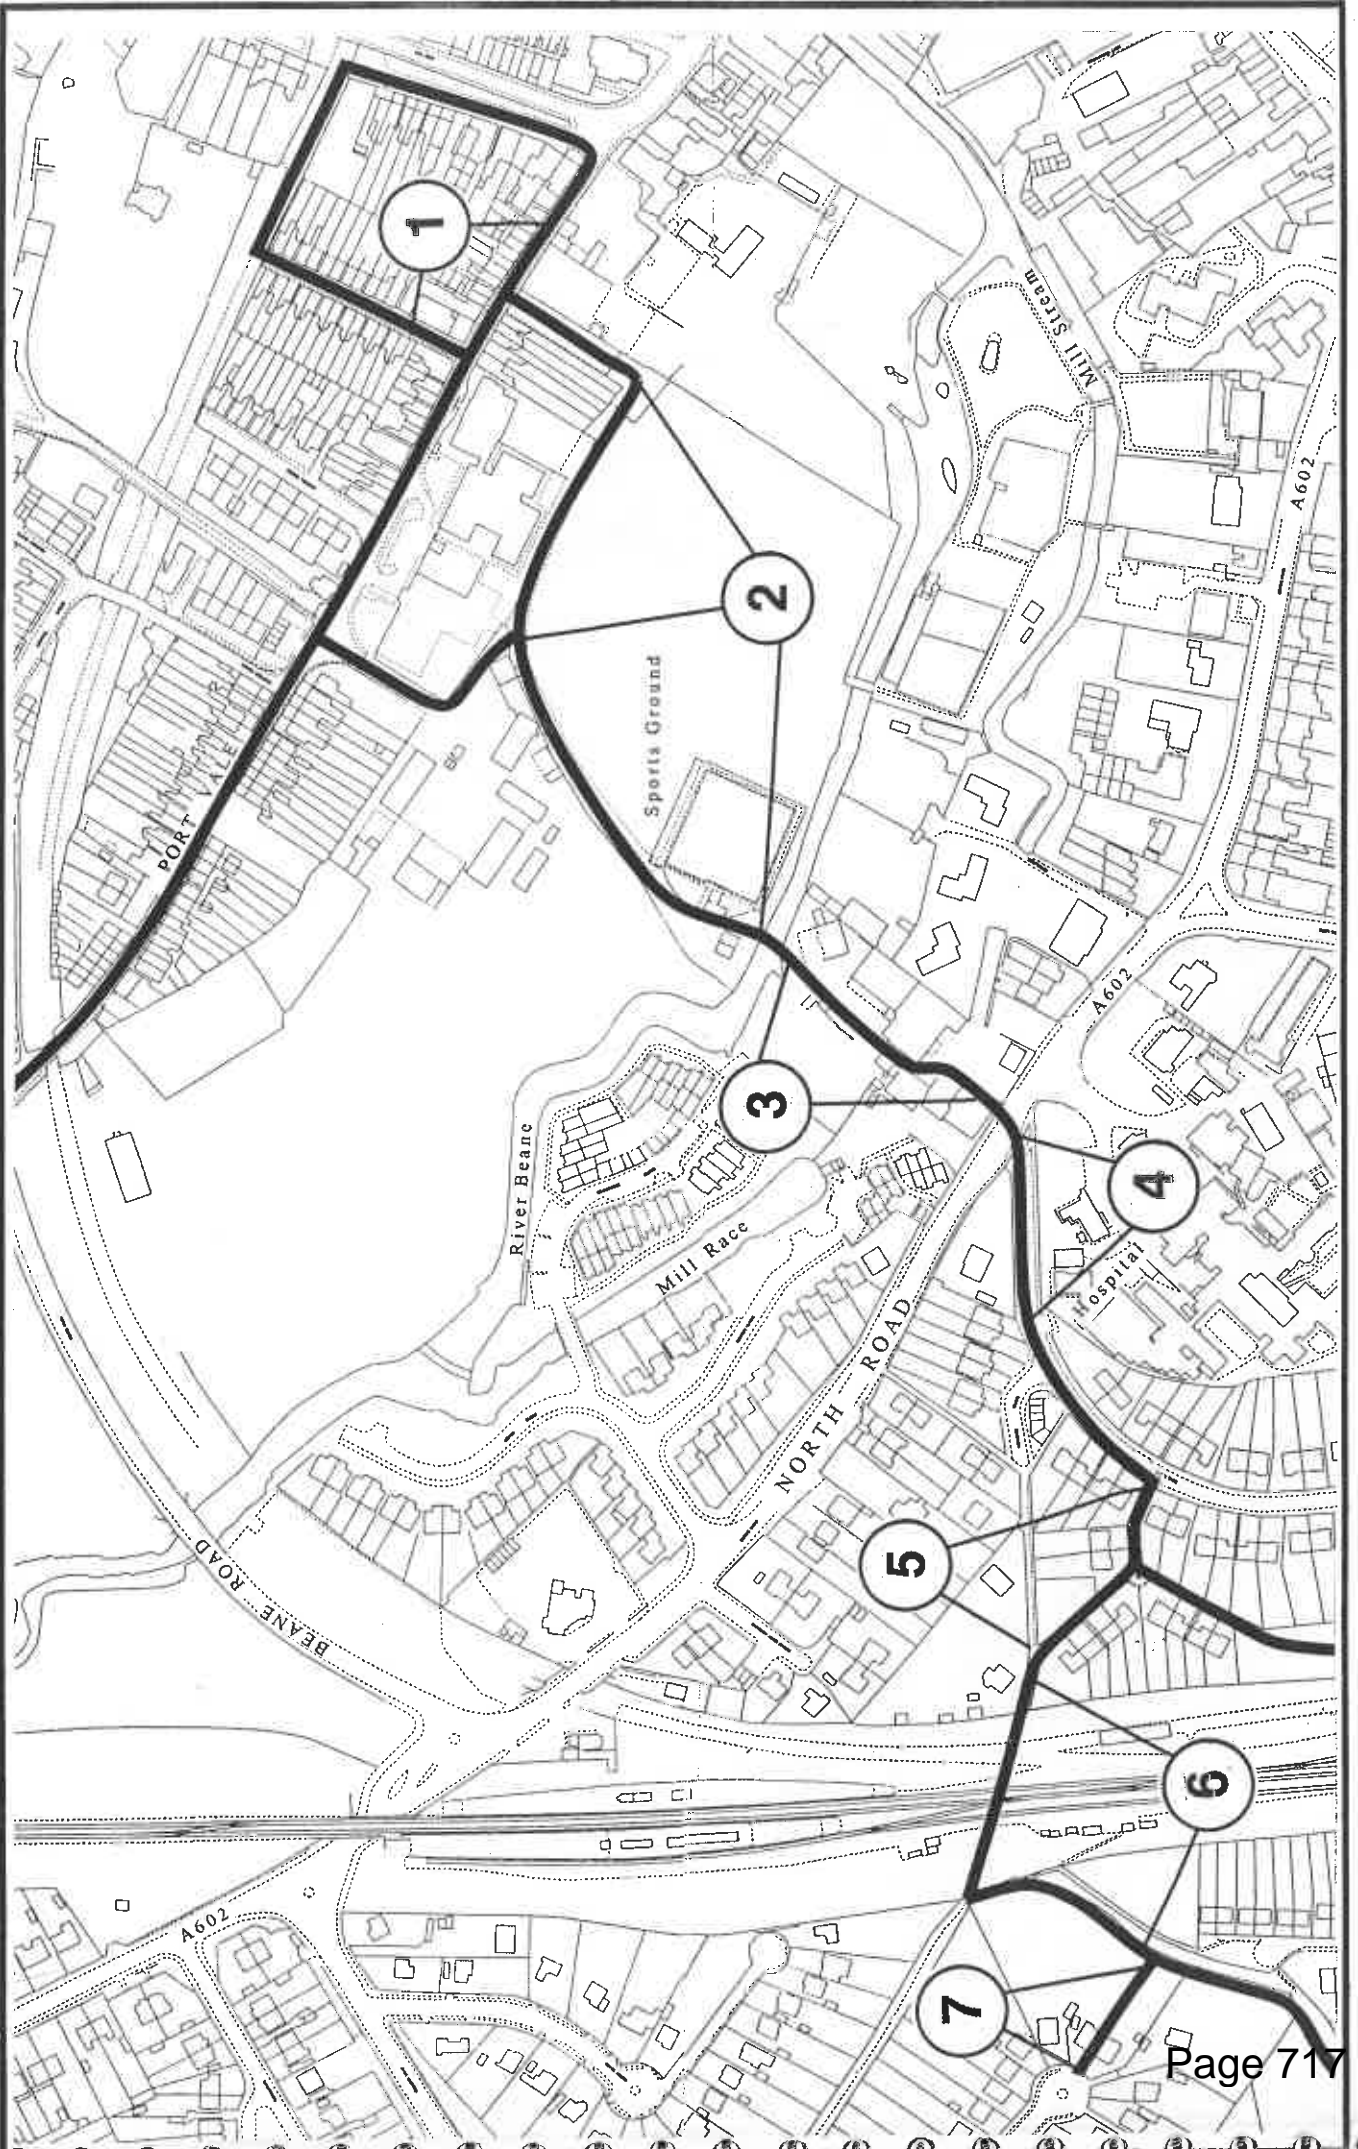 1
PORT VALE
2
Sports Ground
Mill Stream
A602
3
River Beane
Mill Race
A602
4
Hospital
NORTH ROAD
5
BEANE ROAD
6
A602
7
Page 717